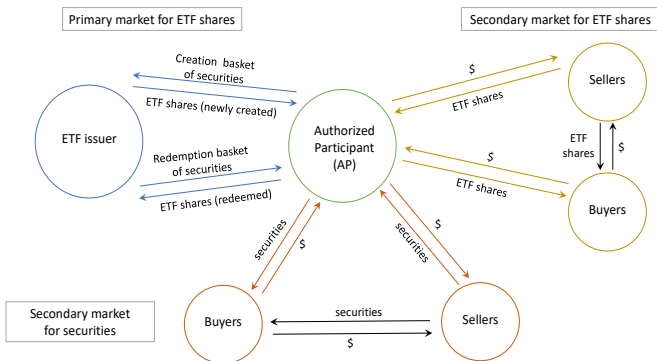 Primary market for ETF shares
Secondary market for ETF shares
Creation basket
of securities
ETF shares (newly created)
ETF issuer
Redemption basket
of securities
ETF shares (redeemed)
Authorized
Participant
(AP)
$
ETF shares
Sellers
ETF
shares
$
$
ETF shares
Buyers
securities
$
$
securities
Secondary market
for securities
Buyers
securities
$
Sellers